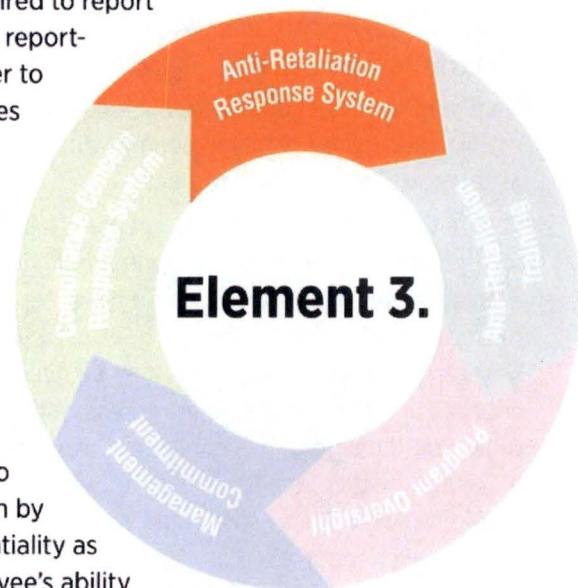 ired to report
report-
er to
es
Anti-Retaliation
Response System
Anti-Retaliation
Training
Compliance Concern
Response System
Element 3.
Management
Commitment
Program Oversight
o
n by
tiality as
yee's ability